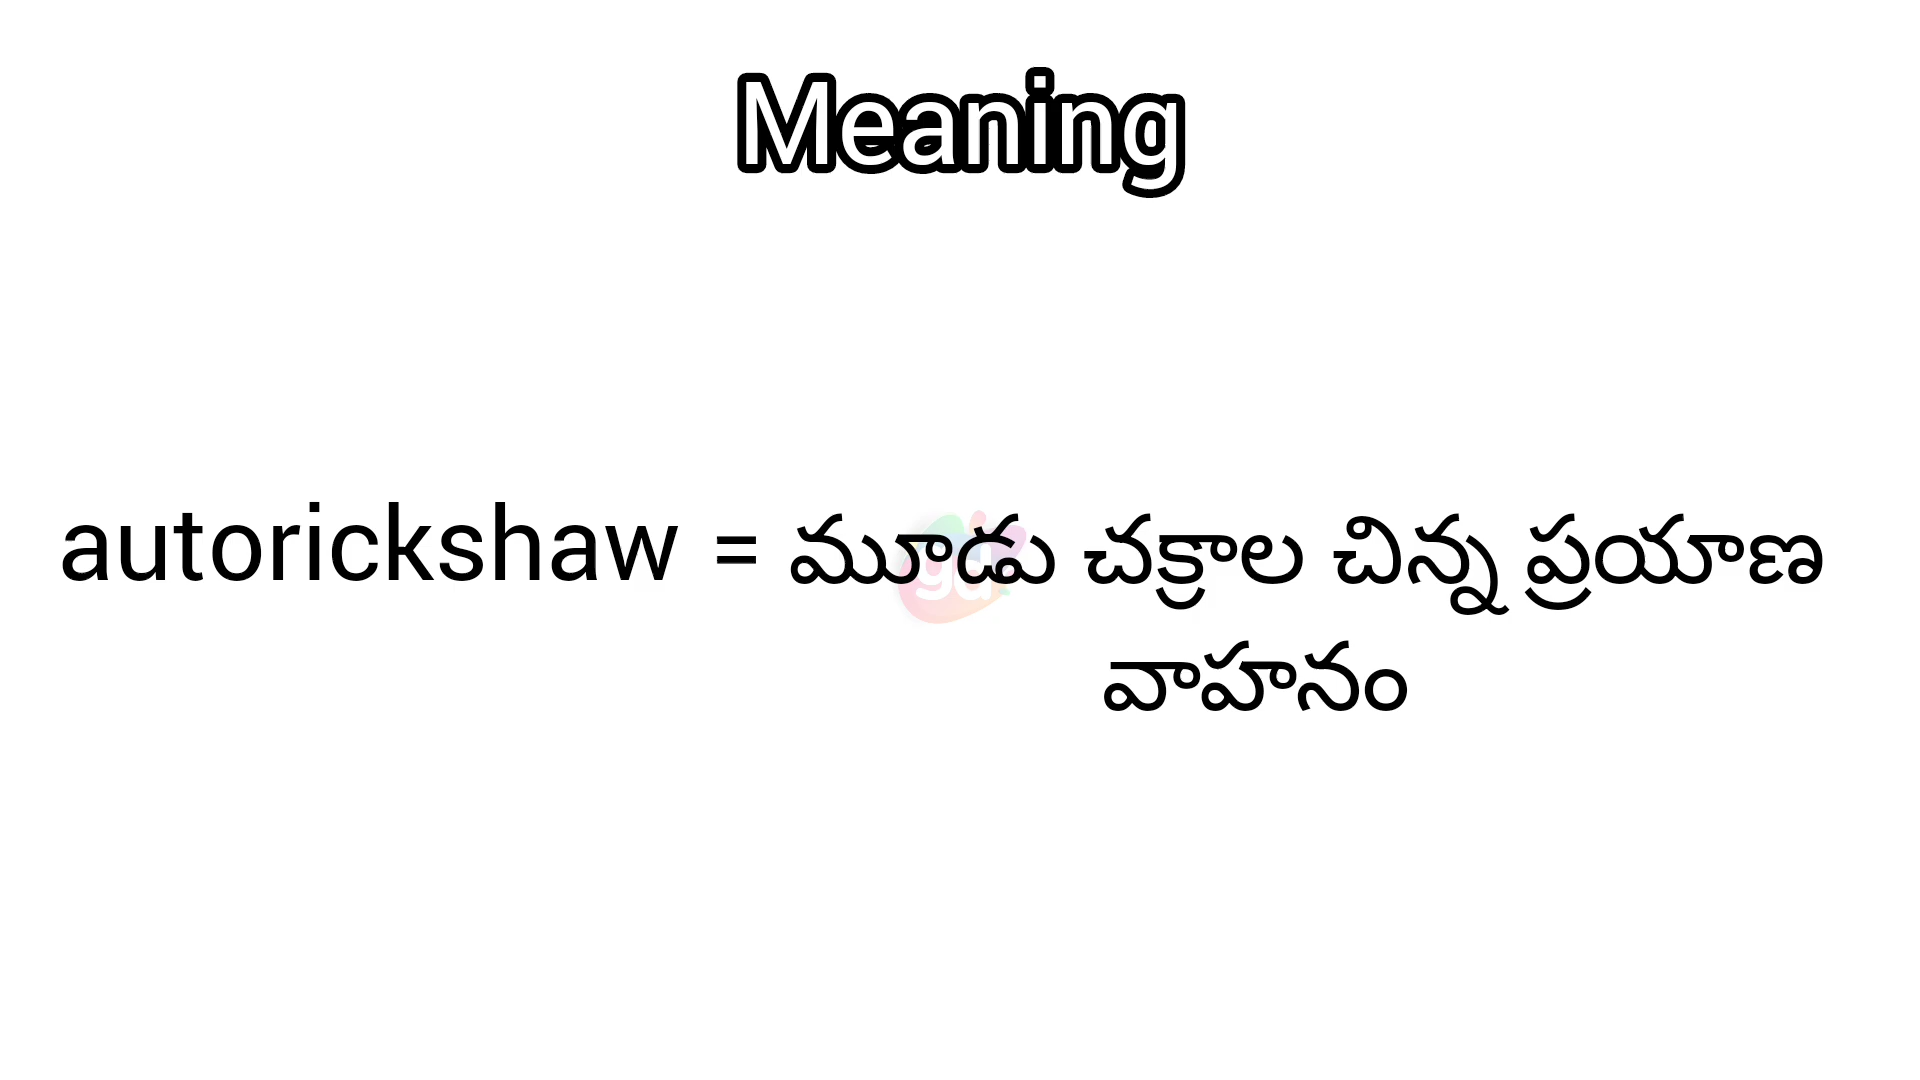 Meaning
autorickshaw = మూడు చక్రాల చిన్న ప్రయాణ
వాహనం